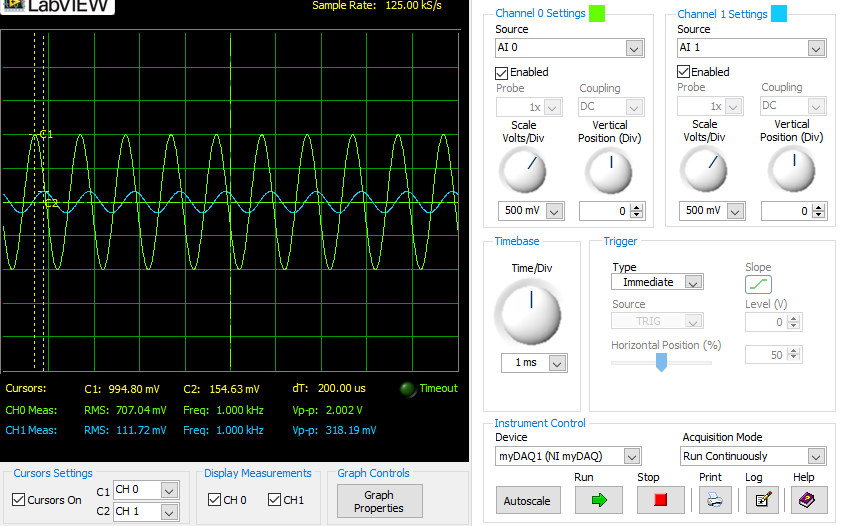 LabVIEW
Sample Rate: 125.00 kS/s
C1
C2
Cursors: C1: 994.80 mV C2: 154.63 mV dT: 200.00 us Timeout
CH0 Meas: RMS: 707.04 mV Freq: 1.000 kHz Vp-p: 2.002 V
CH1 Meas: RMS: 111.72 mV Freq: 1.000 kHz Vp-p: 318.19 mV
Cursors Settings
Cursors On
C1 CH 0
C2 CH 1
Display Measurements
CH 0 CH1
Graph Controls
Graph
Properties
Channel 0 Settings
Source
AI 0
Enabled
Probe Coupling
1x DC
Scale
Volts/Div
Vertical
Position (Div)
500 mV 0
Channel 1 Settings
Source
AI 1
Enabled
Probe Coupling
1x DC
Scale
Volts/Div
Vertical
Position (Div)
500 mV 0
Timebase
Time/Div
1 ms
Trigger
Type
Immediate
Slope
Source
TRIG
Level (V)
0
Horizontal Position (%)
50
Instrument Control
Device
myDAQ1 (NI myDAQ)
Acquisition Mode
Run Continuously
Autoscale
Run
Stop
Print
Log
Help